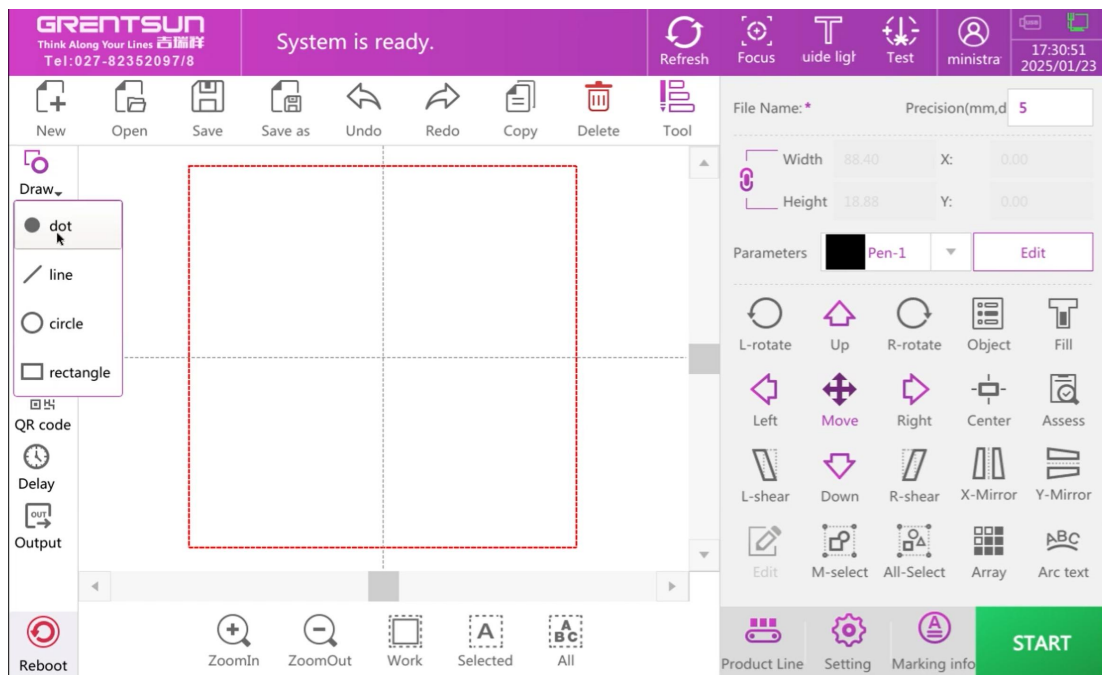 GRENTSUN
Think Along Your Lines 吉瑞祥
Tel:027-82352097/8
System is ready.
Refresh
Focus
uide ligh
Test
ministra
17:30:51
2025/01/23
New
Open
Save
Save as
Undo
Redo
Copy
Delete
Tool
File Name:*
Precision(mm,d
5
Draw
Width
88.40
X:
0.00
Height
18.88
Y:
0.00
dot
line
circle
rectangle
Parameters
Pen-1
Edit
L-rotate
Up
R-rotate
Object
Fill
QR code
Left
Move
Right
Center
Assess
Delay
L-shear
Down
R-shear
X-Mirror
Y-Mirror
OUT
Output
ABC
Edit
M-select
All-Select
Array
Arc text
A
A
B C
A
Reboot
ZoomIn
ZoomOut
Work
Selected
All
Product Line
Setting
Marking info
START